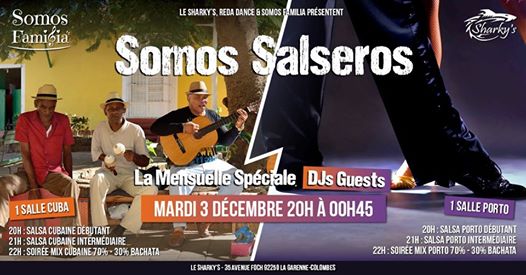 LE SHARKY'S, REDA DANCE & SOMOS FAMILIA PRÉSENTENT
Somos
Familia
Sharky's
Somos Salseros
La Mensuelle Spéciale DJs Guests
MARDI 3 DÉCEMBRE 20H À 00H45
1 SALLE CUBA
20H : SALSA CUBAINE DÉBUTANT
21H : SALSA CUBAINE INTERMÉDIAIRE
22H : SOIRÉE MIX CUBAINE 70% - 30% BACHATA
1 SALLE PORTO
20H : SALSA PORTO DÉBUTANT
21H : SALSA PORTO INTERMÉDIAIRE
22H : SOIRÉE MIX PORTO 70% - 30% BACHATA
LE SHARKY'S - 35 AVENUE FOCH 92250 LA GARENNE-COLOMBES